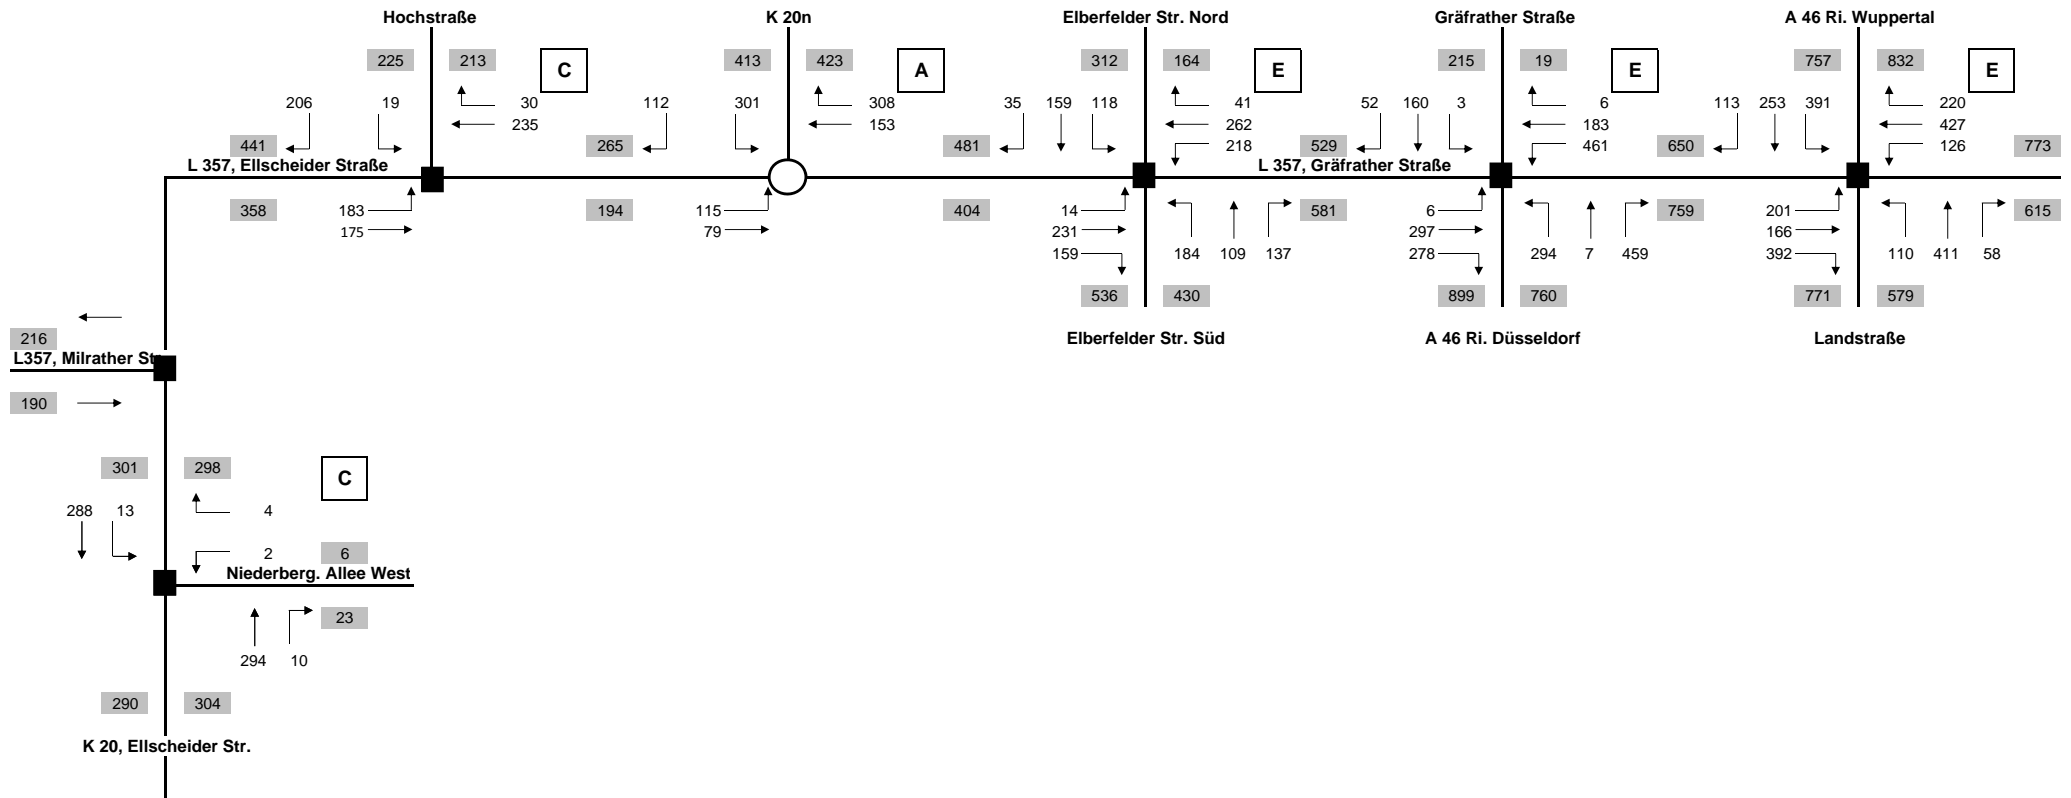 Hochstraße K 20n Elberfelder Str. Nord Gräfrather Straße A 46 Ri. Wuppertal
225 213 C 413 423 A 312 164 E 215 19 E 757 832 E
206 19 30 112 301 308 35 159 118 41 52 160 3 6 113 253 391 220
235 153 262 183 427
441 265 481 218 529 461 650 126 773
L 357, Ellscheider Straße L 357, Gräfrather Straße
358 183 194 115 404 14 581 6 759 201 615
175 79 231 297 166
159 184 109 137 278 294 7 459 392 110 411 58
536 430 899 760 771 579
Elberfelder Str. Süd A 46 Ri. Düsseldorf Landstraße
216
L357, Milrather St
190
301 298 C
288 13 4
2 6
Niederberg. Allee West
23
294 10
290 304
K 20, Ellscheider Str.